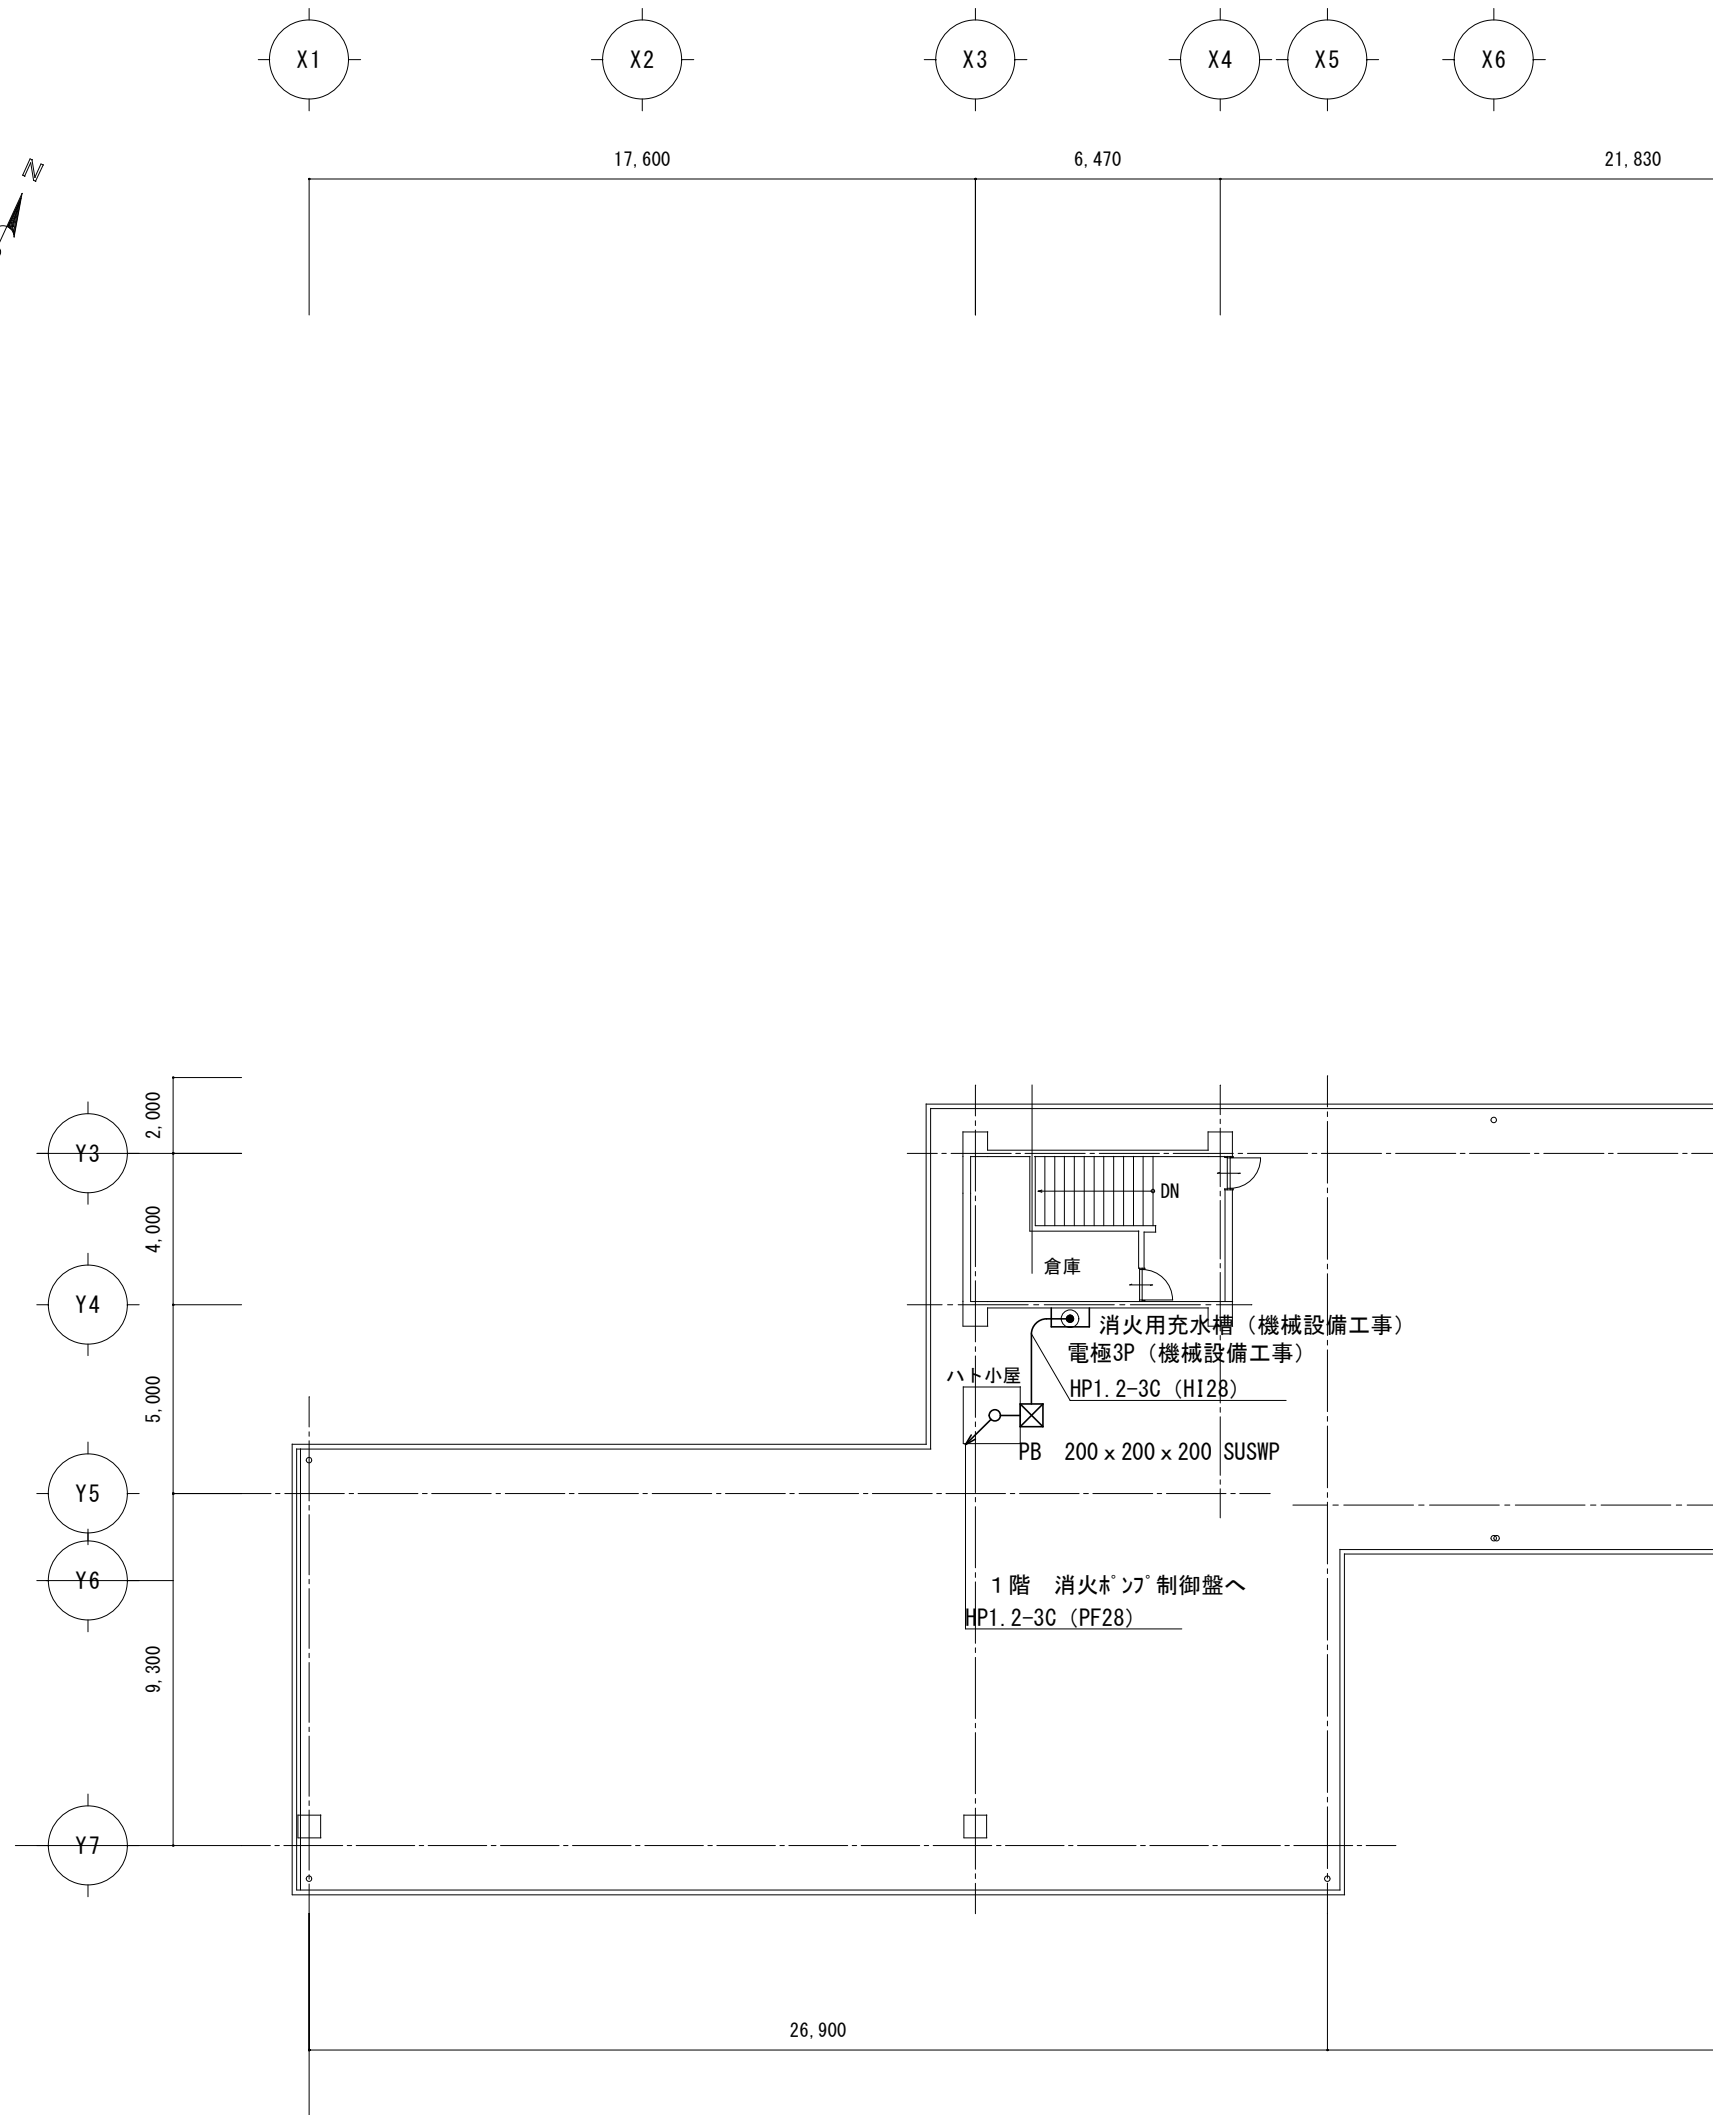 X1 X2 X3 X4 X5 X6
17,600 6,470 21,830
N
2,000
Y3
4,000
DN
倉庫
Y4
消火用充水槽（機械設備工事）
電極3P（機械設備工事）
ハト小屋
HP1.2-3C（HI28）
5,000
PB 200×200×200 SUSWP
Y5
Y6
1階 消火ﾎﾟﾝﾌﾟ制御盤へ
HP1.2-3C（PF28）
9,300
Y7
26,900